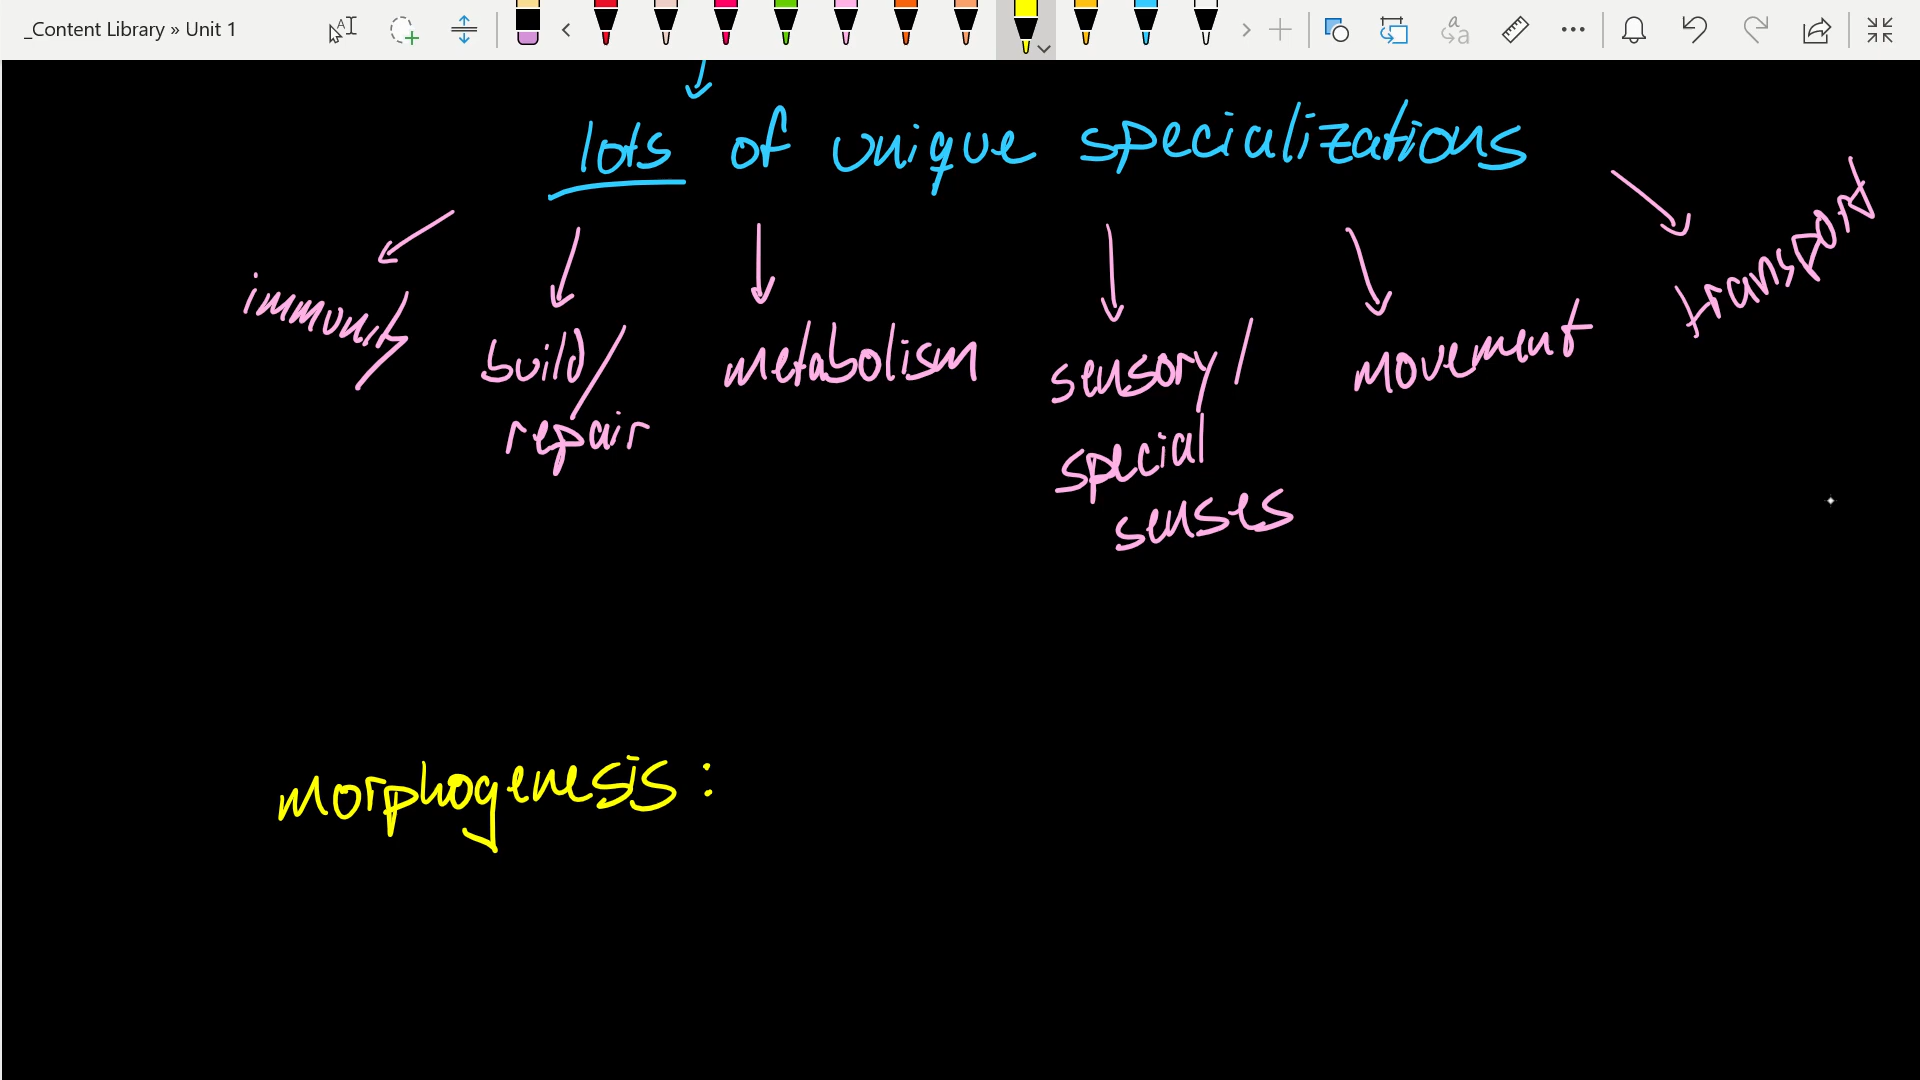 _Content Library » Unit 1
lots of unique specializations
immunity
build/
repair
metabolism
sensory/
special
senses
movement
transport
morphogenesis: